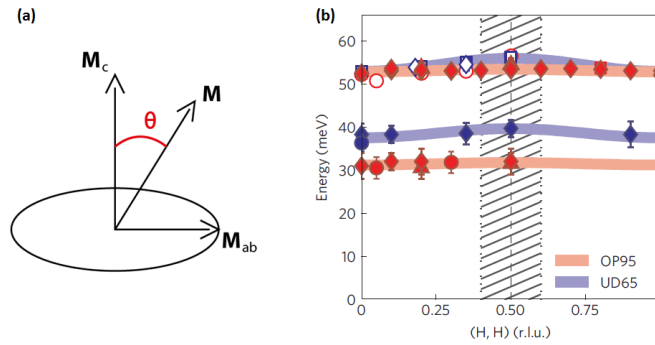 (a)
M_c
M
θ
M_ab
(b)
60
50
40
30
20
10
0
Energy (meV)
0.00
0.25
0.50
0.75
(H, H) (r.l.u.)
OP95
UD65